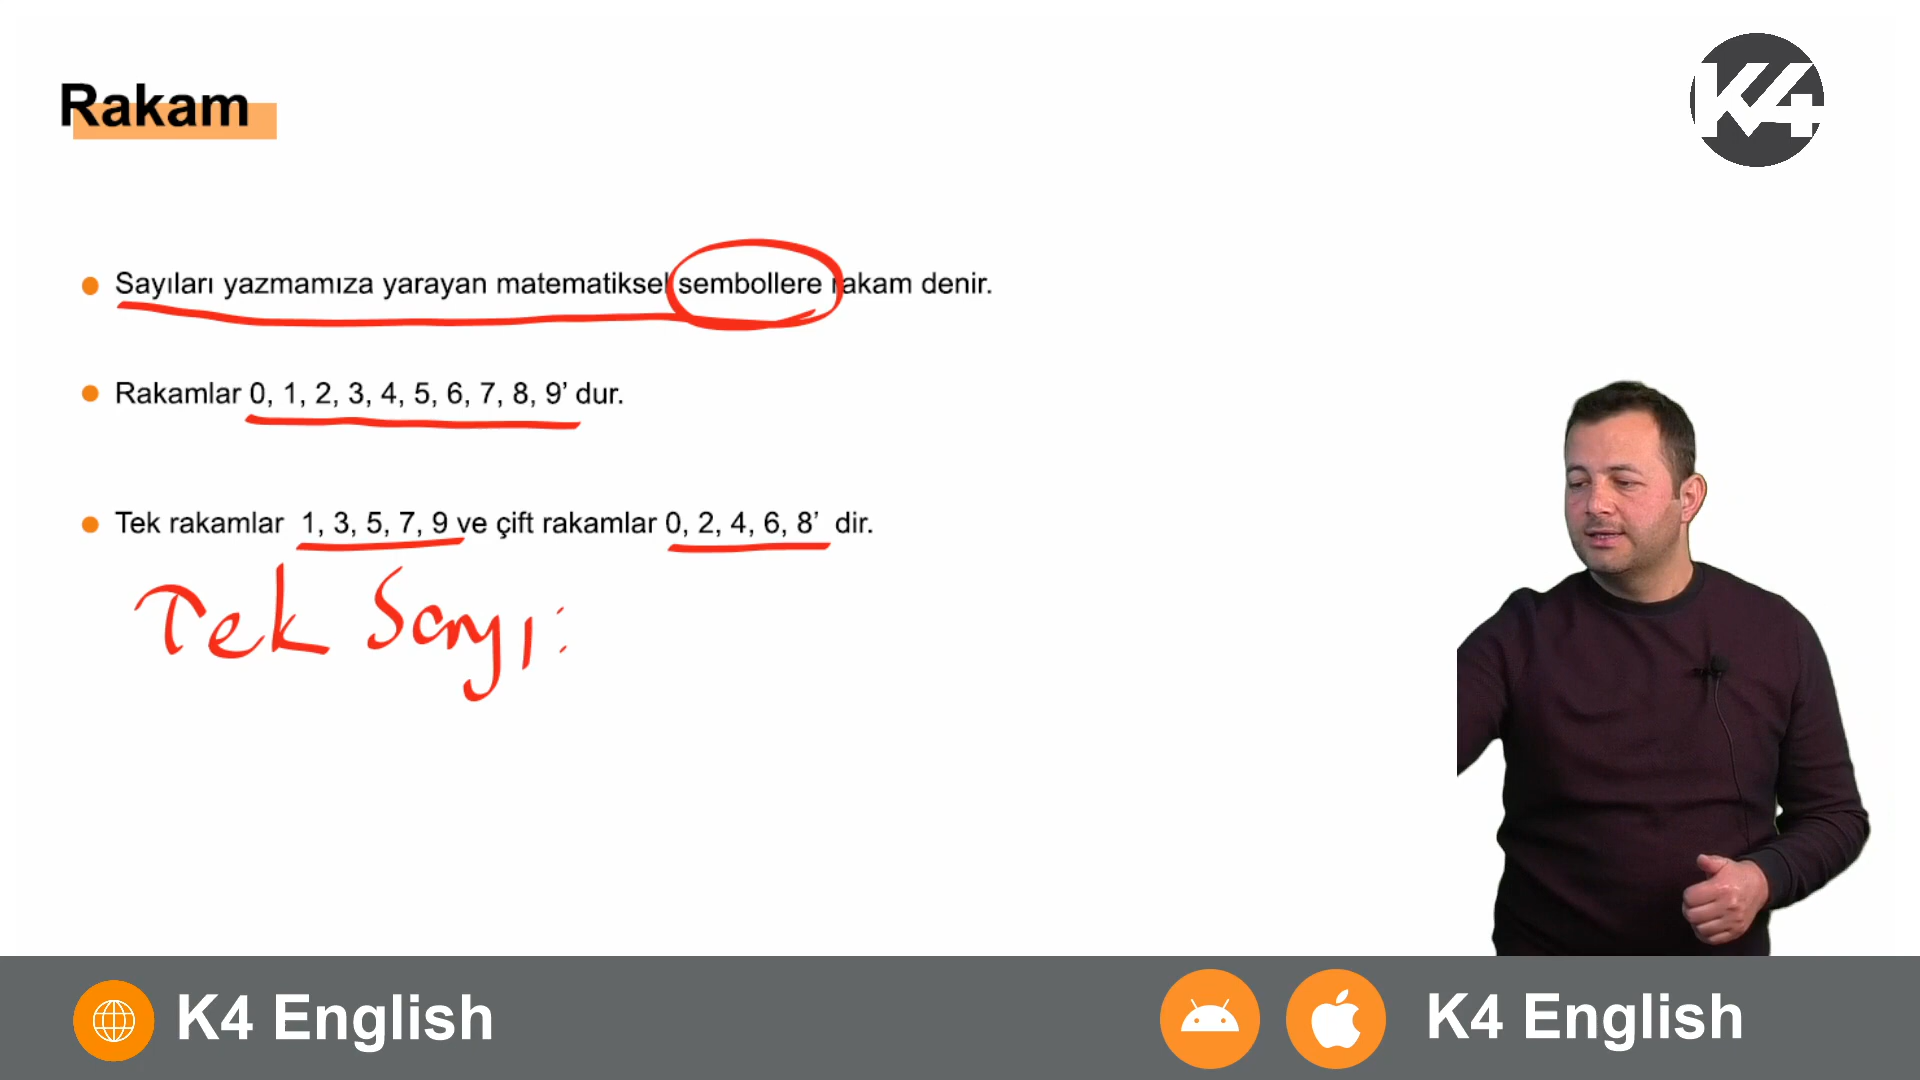 K4
Rakam
Sayıları yazmamıza yarayan matematiksel sembollere rakam denir.
Rakamlar 0, 1, 2, 3, 4, 5, 6, 7, 8, 9’ dur.
Tek rakamlar 1, 3, 5, 7, 9 ve çift rakamlar 0, 2, 4, 6, 8’ dir.
Tek Sayı:
K4 English
K4 English